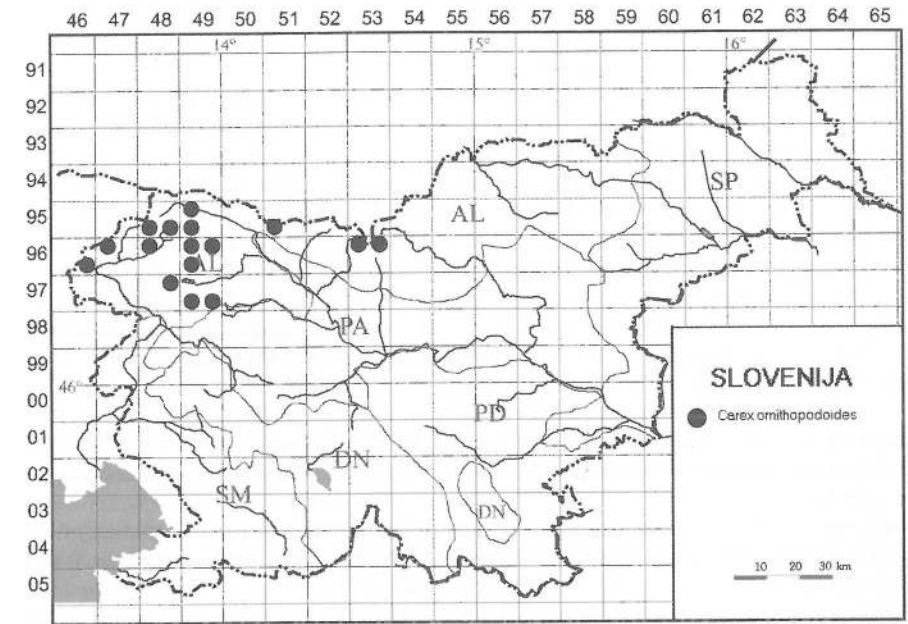 46 47 48 49 50 51 52 53 54 55 56 57 58 59 60 61 62 63 64 65
14° 15° 16°
91
92
93
94
SP
95
AL
96
AL
97
98
PA
99
SLOVENIJA
46°
00
PD
Carex ornithopodoides
01
DN
02
SM
03
DN
04
10 20 30 km
05